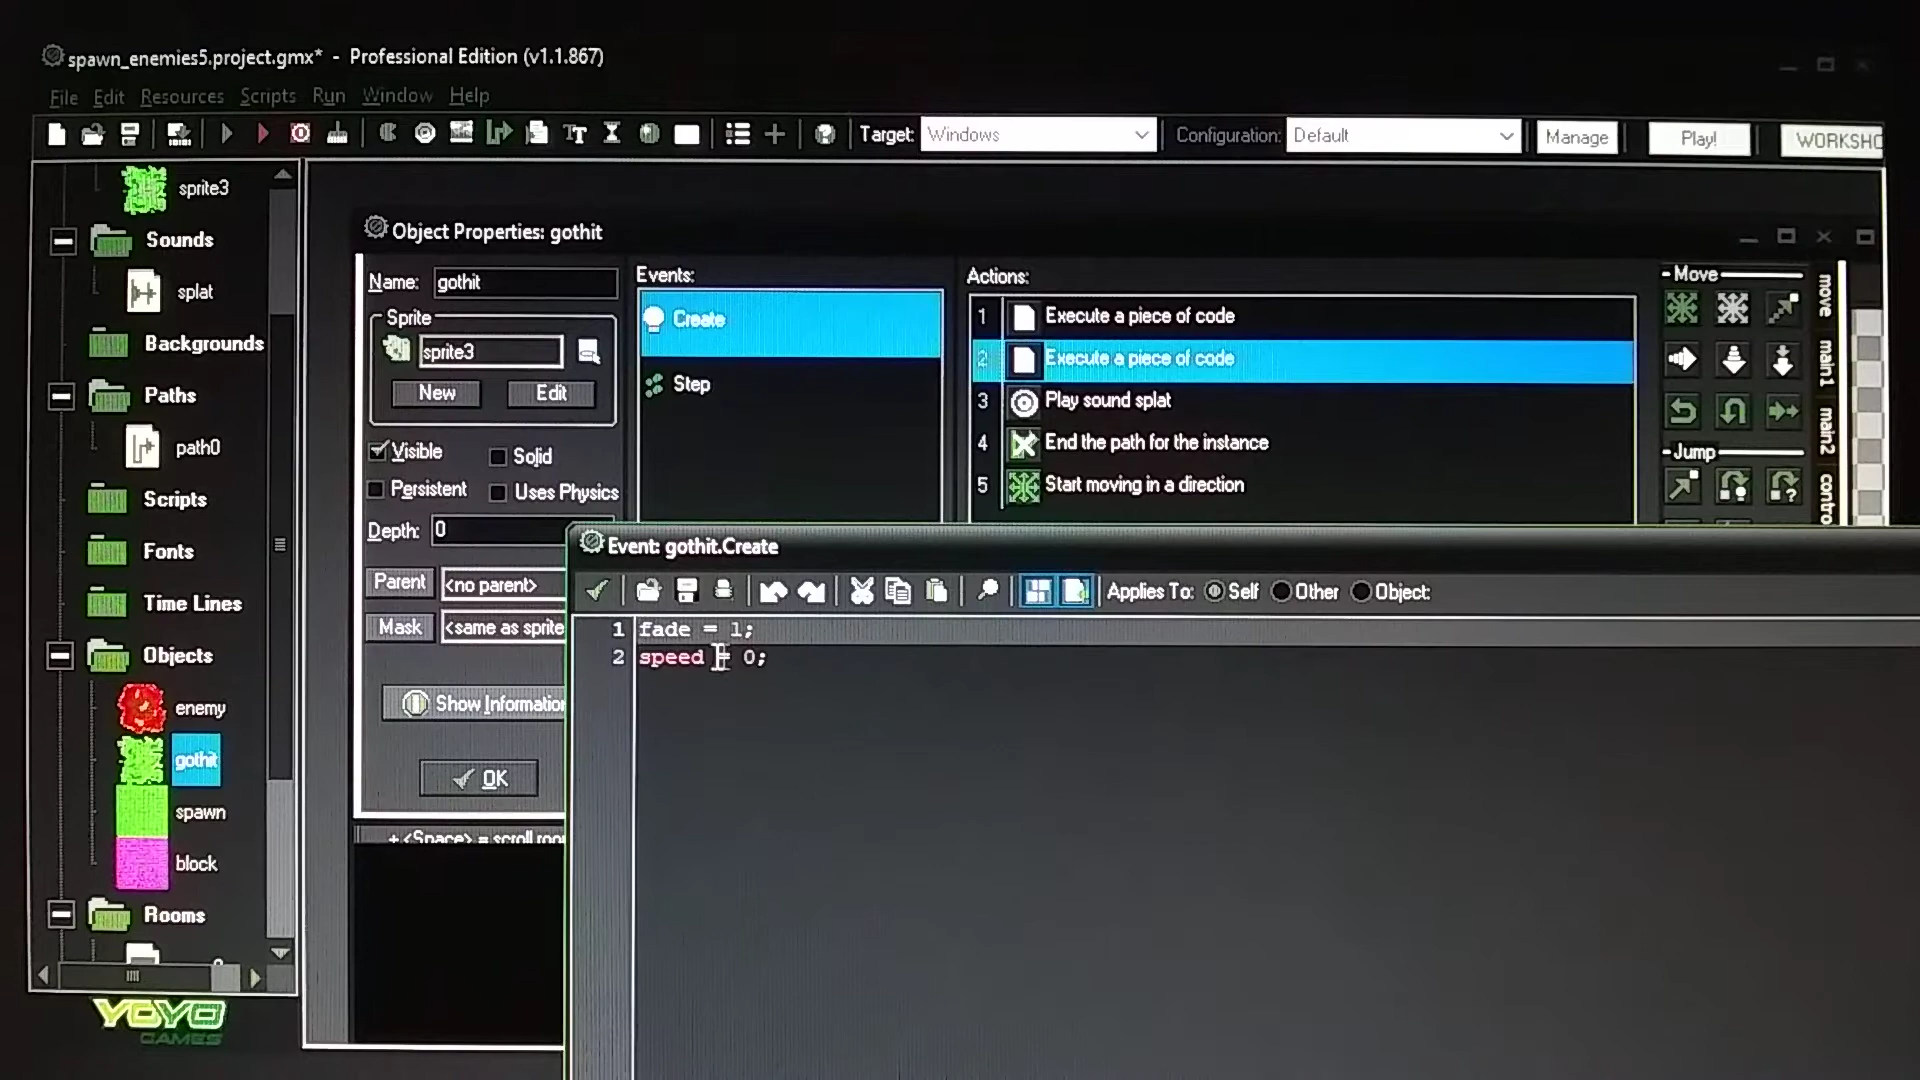 spawn_enemies5.project.gmx* - Professional Edition (v1.1.867)
File Edit Resources Scripts Run Window Help
Target: Windows Configuration: Default Manage Play!
sprite3
Sounds
splat
Backgrounds
Paths
path0
Scripts
Fonts
Time Lines
Objects
enemy
gothit
spawn
block
Rooms
YOYO
GAMES
Object Properties: gothit
Name: gothit
Sprite
sprite3
New Edit
Visible Solid
Persistent Uses Physics
Depth: 0
Parent <no parent>
Mask <same as sprite
Show Information
OK
+ <Space> = scroll
Events:
Create
Step
Actions:
1 Execute a piece of code
2 Execute a piece of code
3 Play sound splat
4 End the path for the instance
5 Start moving in a direction
Move
Jump
move
main1
main2
Event: gothit.Create
Applies To: Self Other Object:
1 fade = 1;
2 speed = 0;